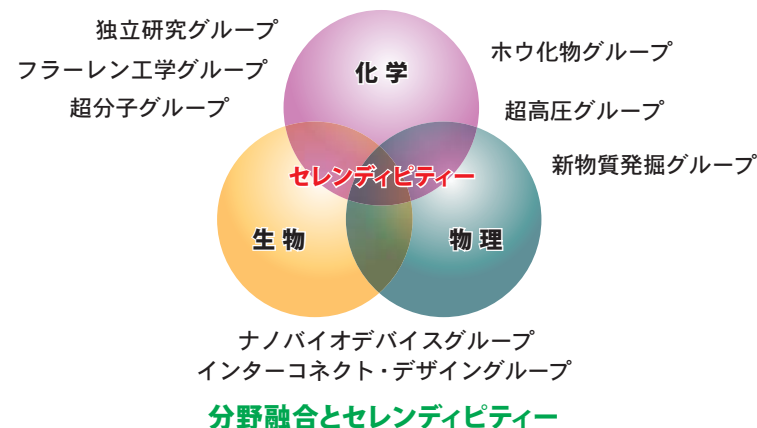 独立研究グループ
フラーレン工学グループ
超分子グループ
化学
ホウ化物グループ
超高圧グループ
新物質発掘グループ
セレンディピティー
生物
物理
ナノバイオデバイスグループ
インターコネクト・デザイングループ
分野融合とセレンディピティー